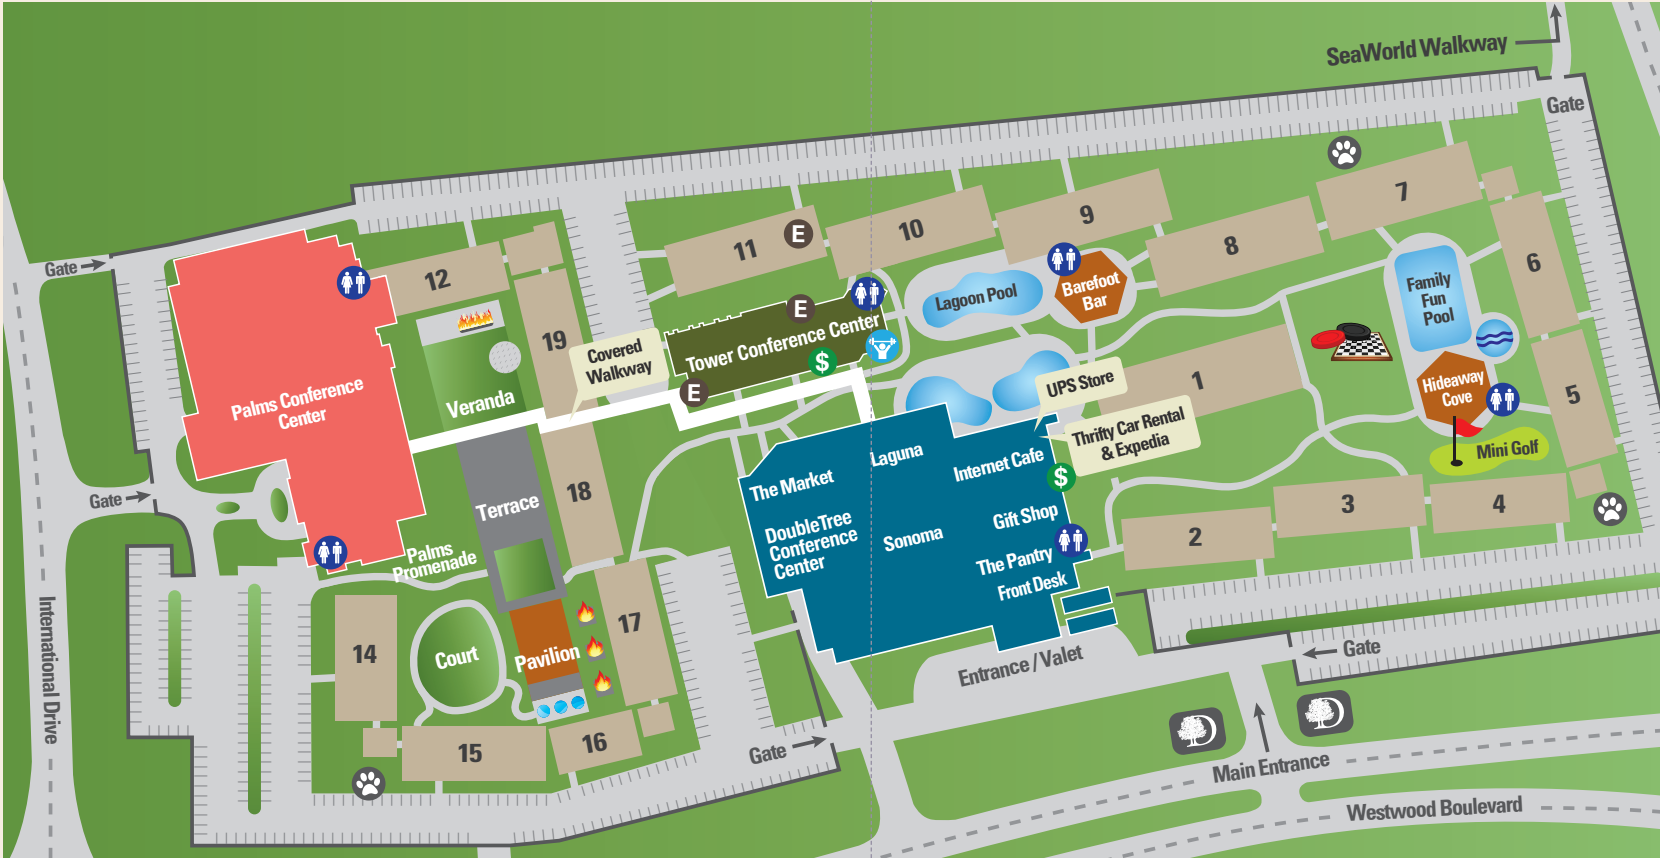 SeaWorld Walkway
Gate
7
9
10
8
11
E
6
Gate
12
Lagoon Pool
Barefoot
Bar
Family
Fun
Pool
E
19
Covered
Walkway
Tower Conference Center
$
E
Veranda
Palms Conference
Center
UPS Store
1
Thrifty Car Rental
& Expedia
Hideaway
Cove
5
Mini Golf
Laguna
Internet Cafe
$
The Market
DoubleTree
Conference
Center
Sonoma
Gift Shop
The Pantry
Front Desk
Gate
Terrace
18
3
4
2
Palms
Promenade
International Drive
14
Court
Pavilion
17
Entrance / Valet
Gate
15
16
Gate
D
D
Main Entrance
Westwood Boulevard